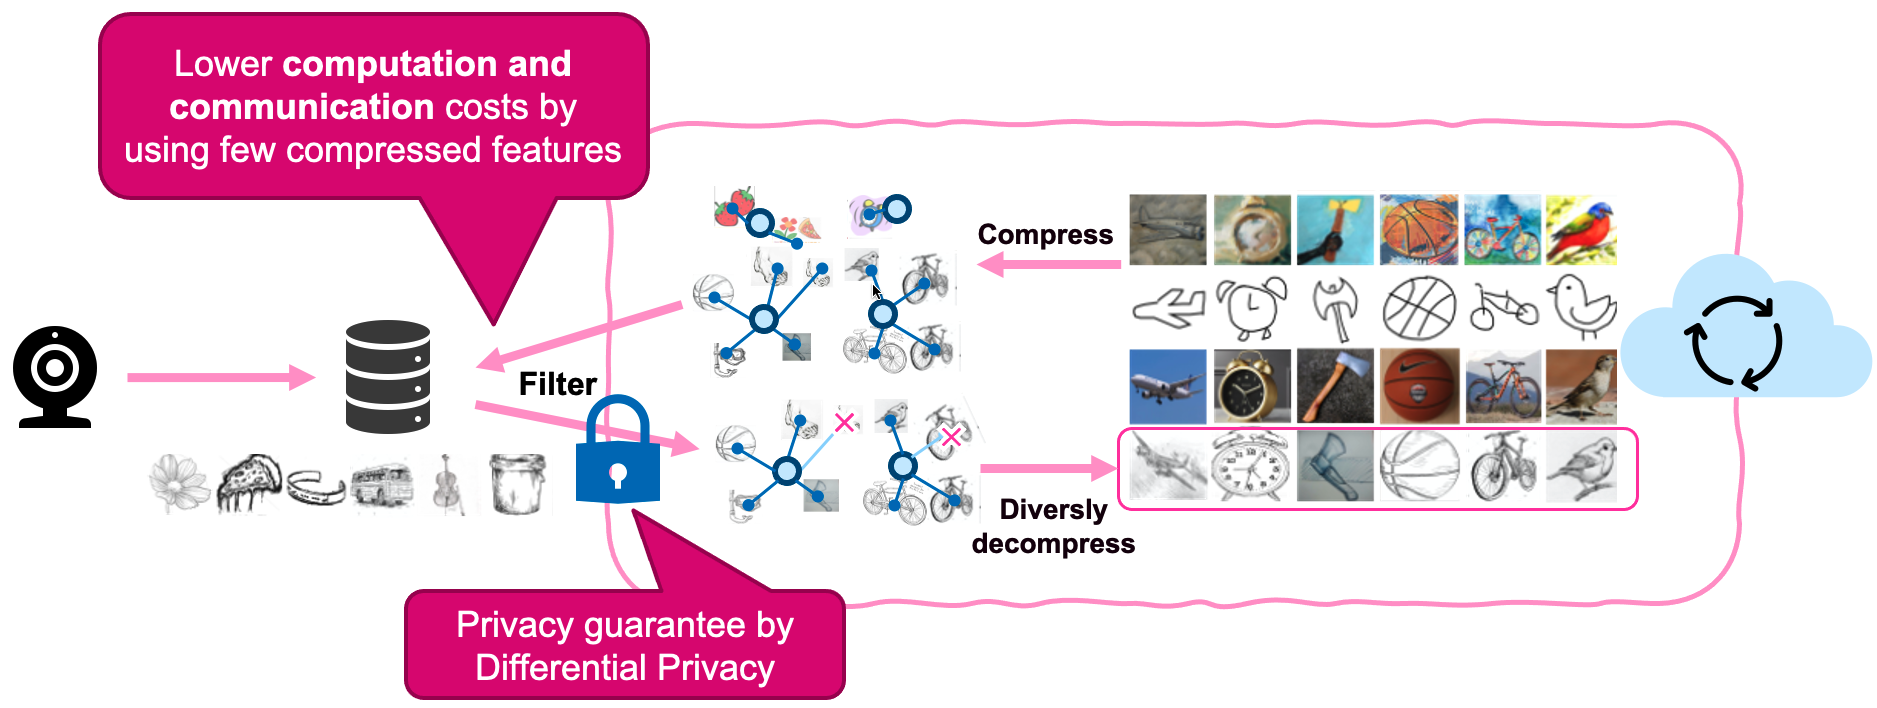 Lower computation and
communication costs by
using few compressed features
Compress
Filter
Diversly
decompress
Privacy guarantee by
Differential Privacy